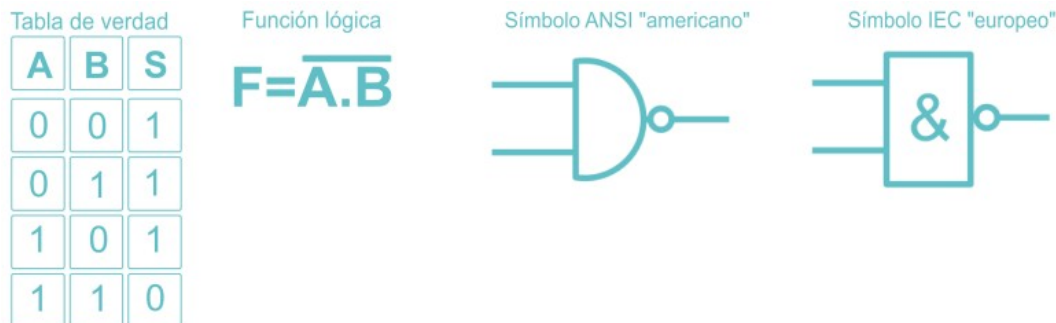 Tabla de verdad
A B S
0 0 1
0 1 1
1 0 1
1 1 0
Función lógica
F=A̅.̅B̅
Símbolo ANSI "americano"
Símbolo IEC "europeo"
&